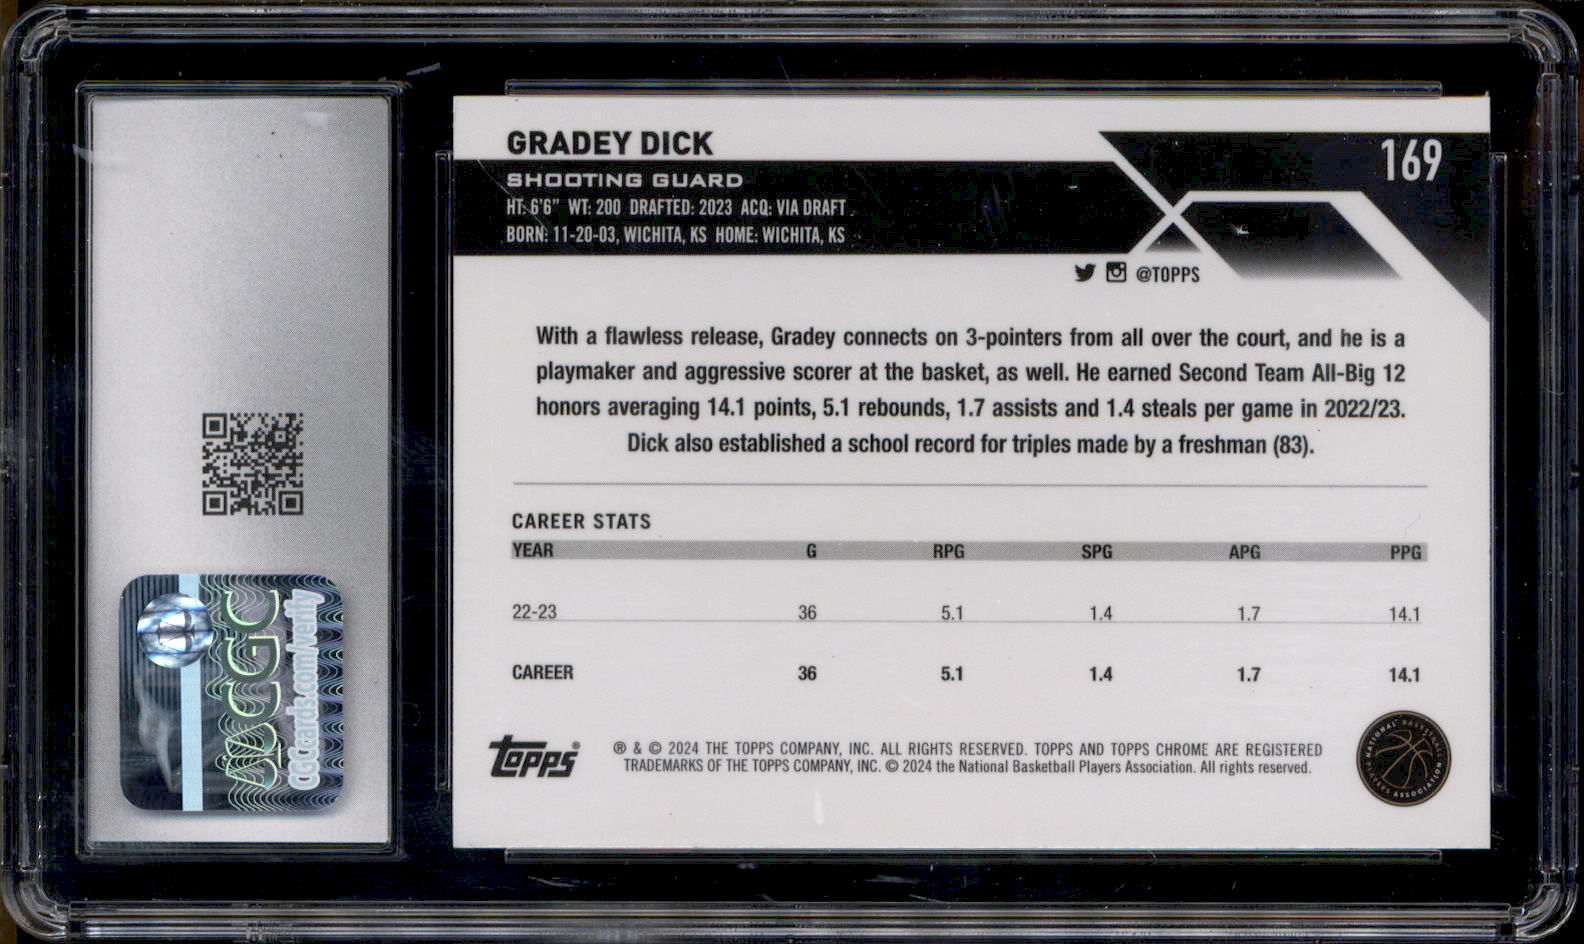 GRADEY DICK
169
SHOOTING GUARD
HT: 6'6" WT: 200 DRAFTED: 2023 ACQ: VIA DRAFT
BORN: 11-20-03, WICHITA, KS HOME: WICHITA, KS
@TOPPS
With a flawless release, Gradey connects on 3-pointers from all over the court, and he is a
playmaker and aggressive scorer at the basket, as well. He earned Second Team All-Big 12
honors averaging 14.1 points, 5.1 rebounds, 1.7 assists and 1.4 steals per game in 2022/23.
Dick also established a school record for triples made by a freshman (83).
CAREER STATS
YEAR G RPG SPG APG PPG
22-23 36 5.1 1.4 1.7 14.1
CAREER 36 5.1 1.4 1.7 14.1
topps®
® & © 2024 THE TOPPS COMPANY, INC. ALL RIGHTS RESERVED. TOPPS AND TOPPS CHROME ARE REGISTERED
TRADEMARKS OF THE TOPPS COMPANY, INC. © 2024 the National Basketball Players Association. All rights reserved.
NATIONAL BASKETBALL
PLAYERS ASSOCIATION
CGC
CGCcards.com/verify